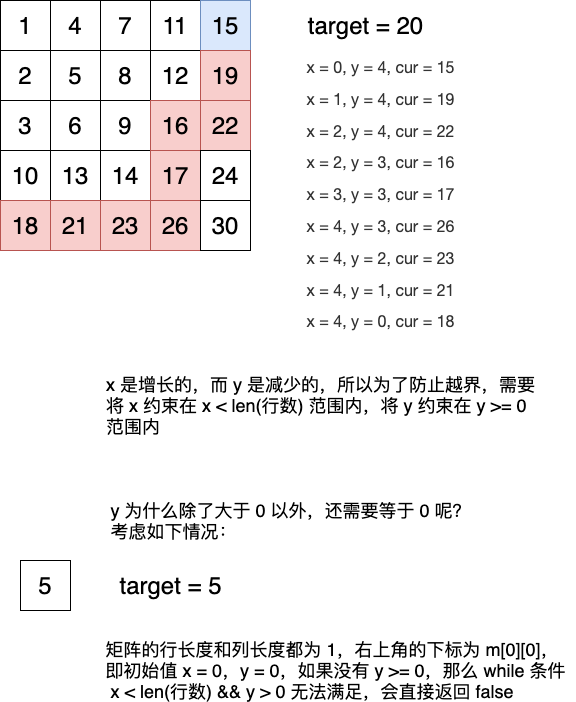 1 4 7 11 15
target = 20
2 5 8 12 19
3 6 9 16 22
10 13 14 17 24
18 21 23 26 30
x = 0, y = 4, cur = 15
x = 1, y = 4, cur = 19
x = 2, y = 4, cur = 22
x = 2, y = 3, cur = 16
x = 3, y = 3, cur = 17
x = 4, y = 3, cur = 26
x = 4, y = 2, cur = 23
x = 4, y = 1, cur = 21
x = 4, y = 0, cur = 18
x 是增长的，而 y 是减少的，所以为了防止越界，需要
将 x 约束在 x < len(行数) 范围内，将 y 约束在 y >= 0
范围内
y 为什么除了大于 0 以外，还需要等于 0 呢？
考虑如下情况：
5
target = 5
矩阵的行长度和列长度都为 1，右上角的下标为 m[0][0]，
即初始值 x = 0，y = 0，如果没有 y >= 0，那么 while 条件
x < len(行数) && y > 0 无法满足，会直接返回 false